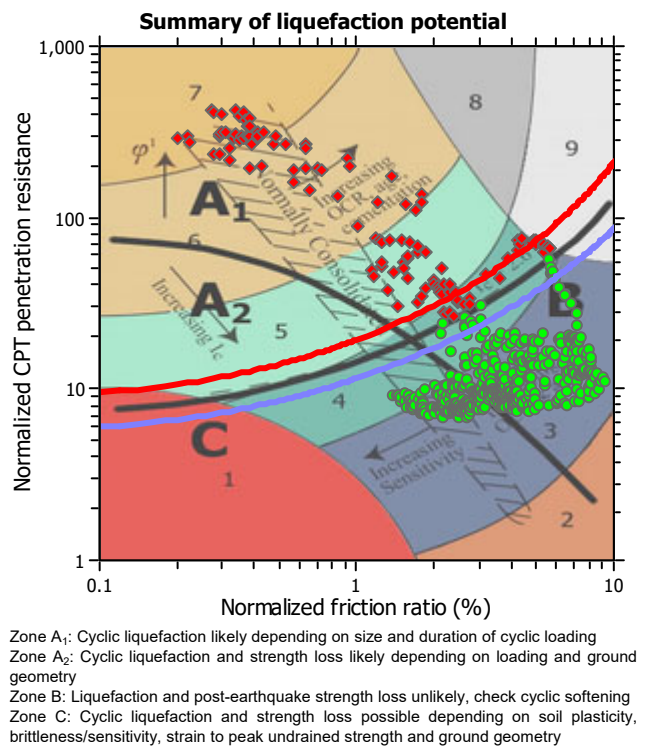 Summary of liquefaction potential
1,000
100
10
1
Normalized CPT penetration resistance
7
8
9
φ'
A1
Increasing
OCR, age,
cementation
Normally Consolidated
6
A2
Increasing Ic
5
B
4
C
3
Increasing
Sensitivity
1
2
0.1
1
10
Normalized friction ratio (%)
Zone A1: Cyclic liquefaction likely depending on size and duration of cyclic loading
Zone A2: Cyclic liquefaction and strength loss likely depending on loading and ground
geometry
Zone B: Liquefaction and post-earthquake strength loss unlikely, check cyclic softening
Zone C: Cyclic liquefaction and strength loss possible depending on soil plasticity,
brittleness/sensitivity, strain to peak undrained strength and ground geometry